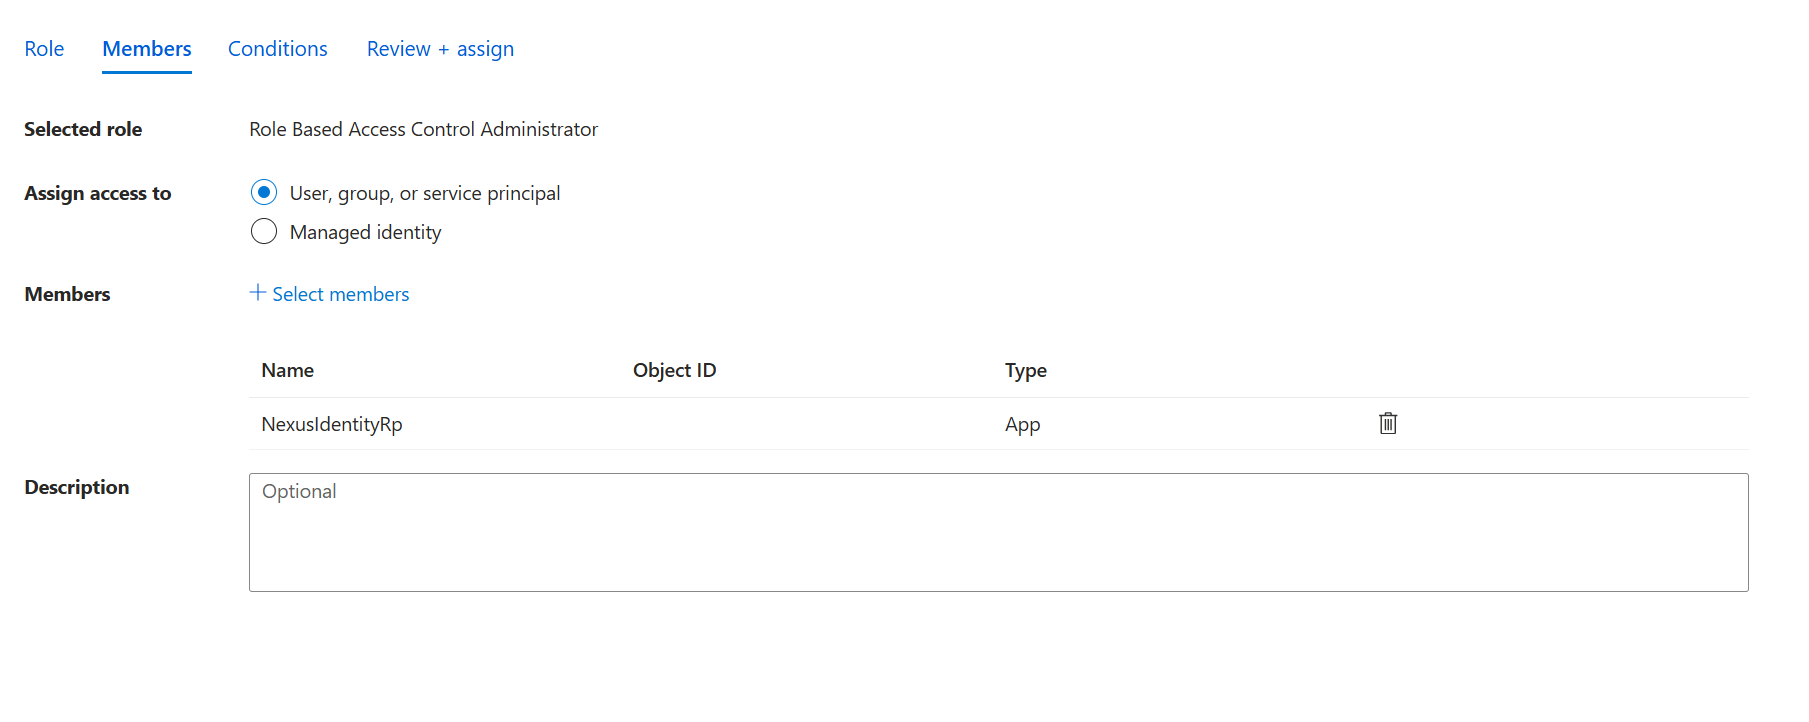 Role Members Conditions Review + assign
Selected role Role Based Access Control Administrator
Assign access to User, group, or service principal
Managed identity
Members + Select members
Name Object ID Type
NexusIdentityRp App
Description Optional